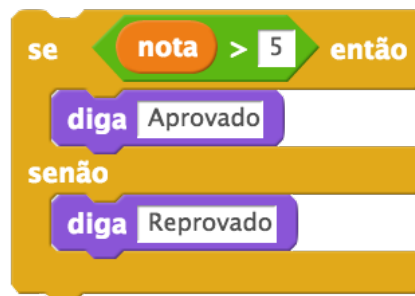 se nota > 5 então
diga Aprovado
senão
diga Reprovado